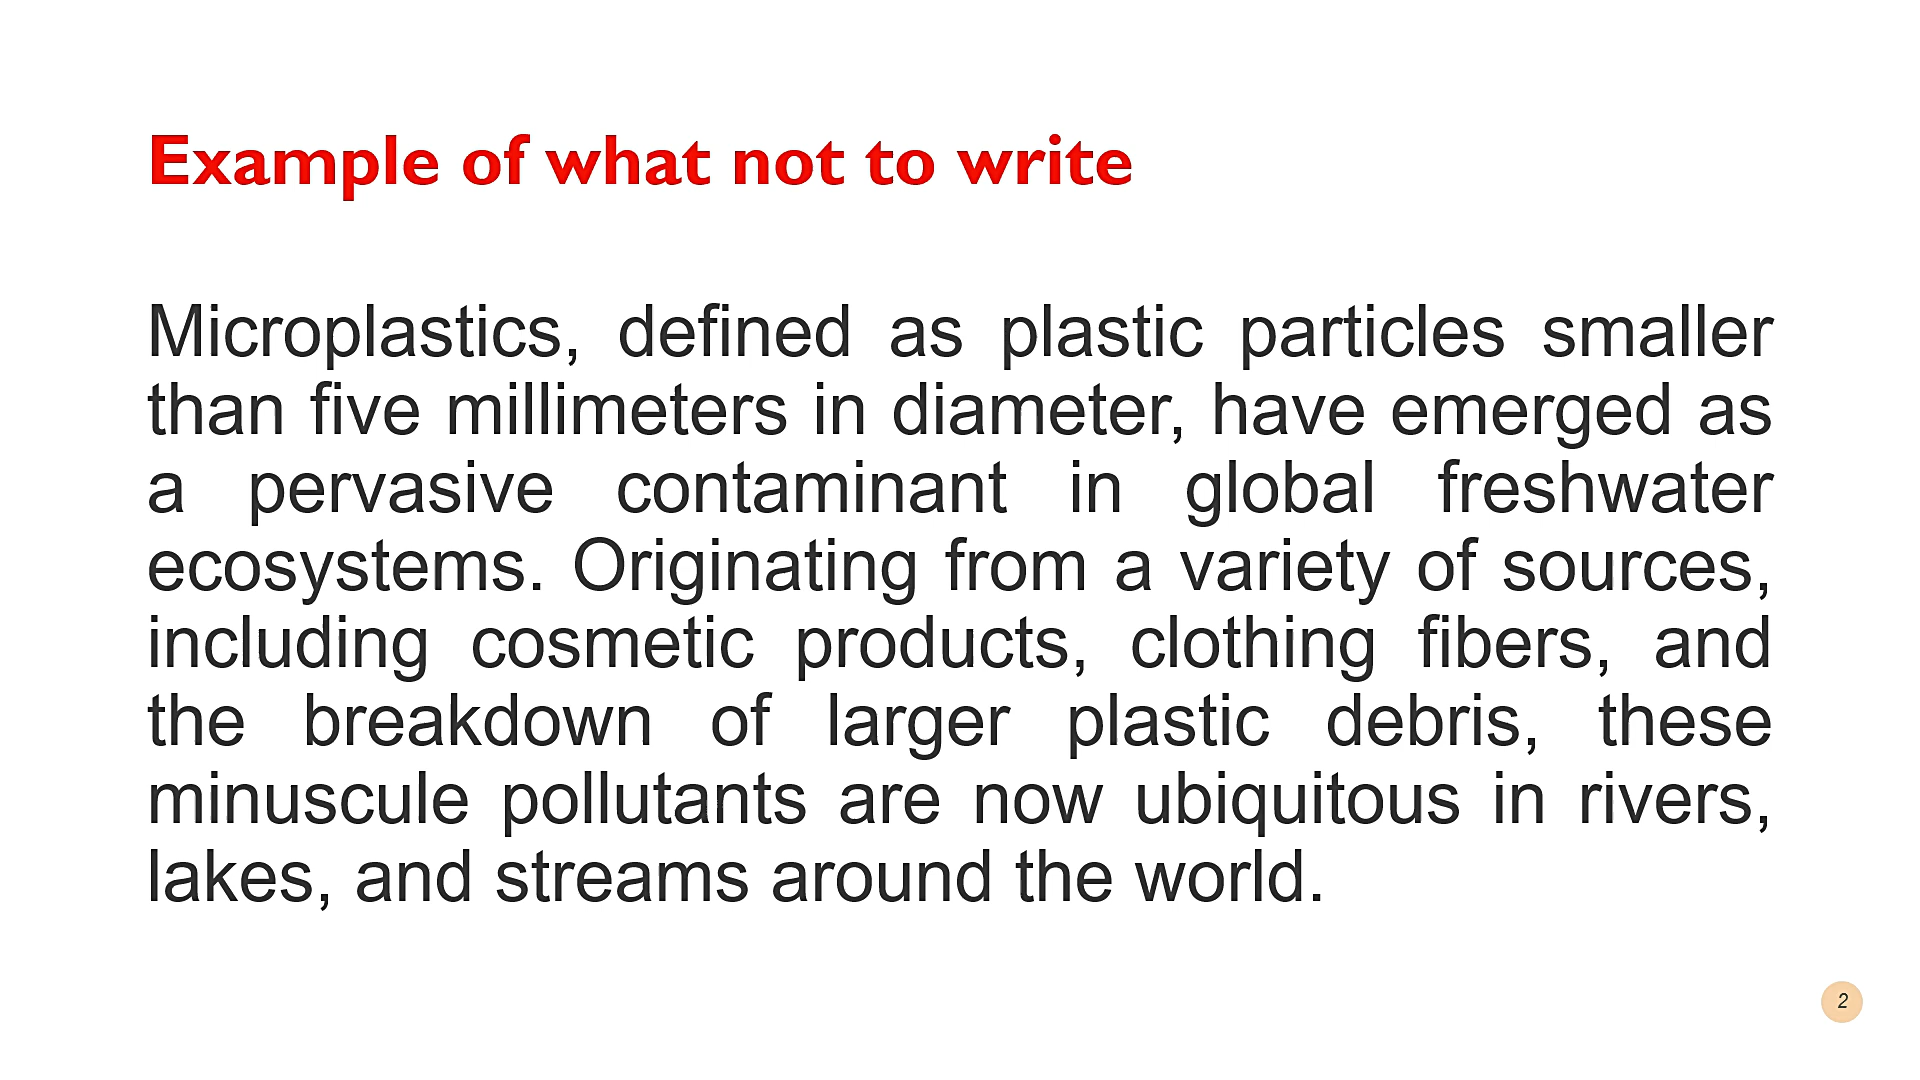 Example of what not to write
Microplastics, defined as plastic particles smaller
than five millimeters in diameter, have emerged as
a pervasive contaminant in global freshwater
ecosystems. Originating from a variety of sources,
including cosmetic products, clothing fibers, and
the breakdown of larger plastic debris, these
minuscule pollutants are now ubiquitous in rivers,
lakes, and streams around the world.
2